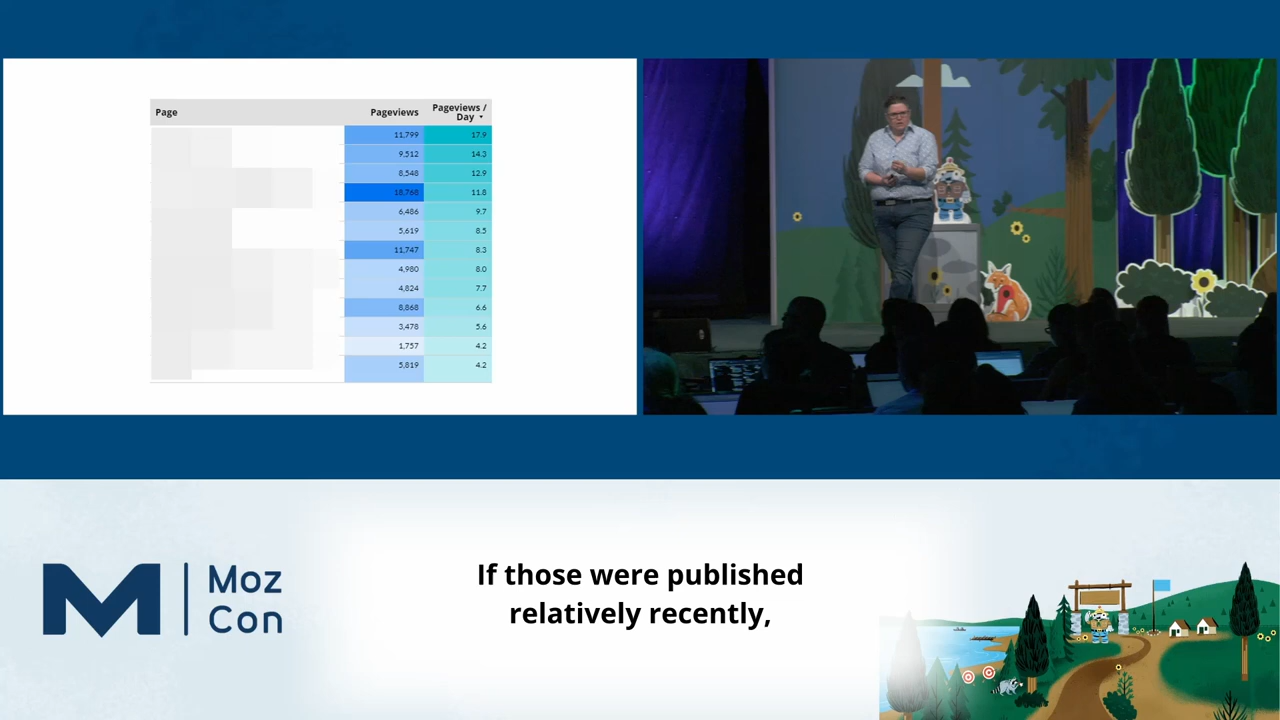 Page Pageviews Pageviews /
Day
11,799 17.9
9,512 14.3
8,548 12.9
18,768 11.8
6,486 9.7
5,619 8.5
11,747 8.3
4,980 8.0
4,824 7.7
8,868 6.6
3,478 5.6
1,757 4.2
5,819 4.2
If those were published
relatively recently,
Moz
Con